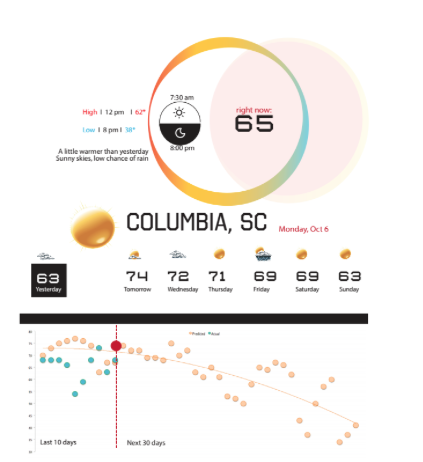 7:30 am
High I 12 pm I 62°
Low I 8 pm I 38°
right now:
65
8:00 pm
A little warmer than yesterday
Sunny skies, low chance of rain
COLUMBIA, SC
Monday, Oct 6
63 74 72 71 69 69 63
Yesterday Tomorrow Wednesday Thursday Friday Saturday Sunday
Predicted Actual
Last 10 days Next 30 days